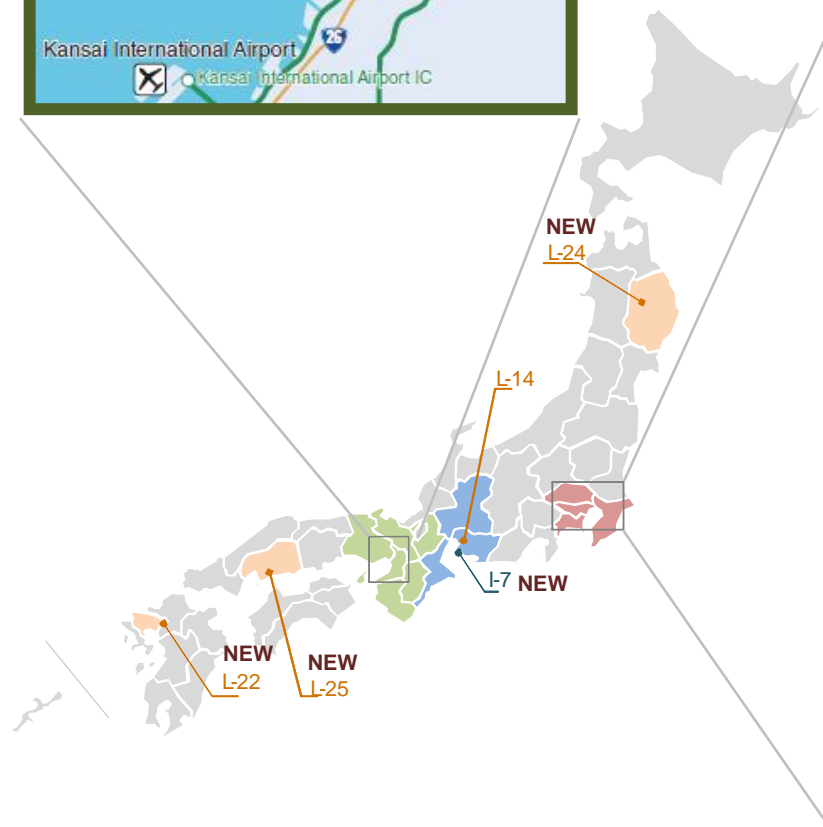 26
Kansai International Airport
Kansai International Airport IC
NEW
L-24
L-14
I-7 NEW
NEW
L-22
NEW
L-25